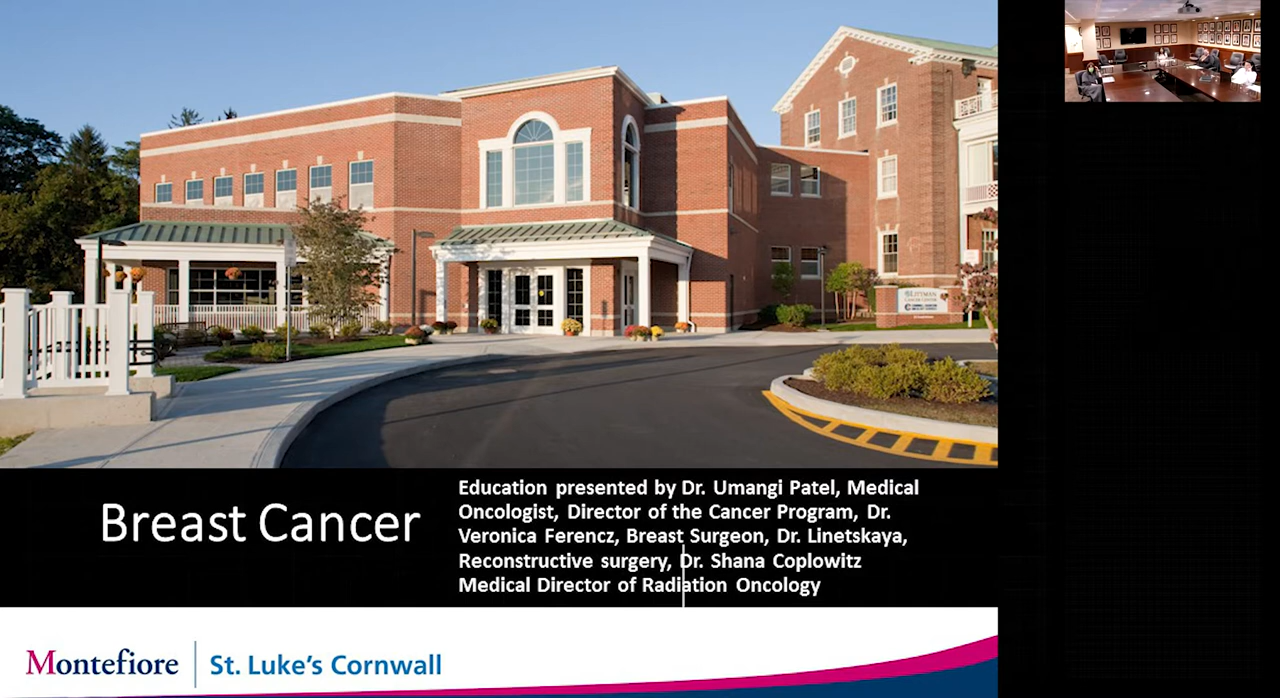 Breast Cancer
Education presented by Dr. Umangi Patel, Medical
Oncologist, Director of the Cancer Program, Dr.
Veronica Ferencz, Breast Surgeon, Dr. Linetskaya,
Reconstructive surgery, Dr. Shana Coplowitz
Medical Director of Radiation Oncology
Montefiore
St. Luke's Cornwall